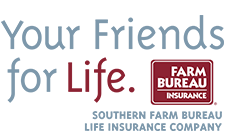 Your Friends
for Life.
FARM
BUREAU
INSURANCE
®
SOUTHERN FARM BUREAU
LIFE INSURANCE COMPANY